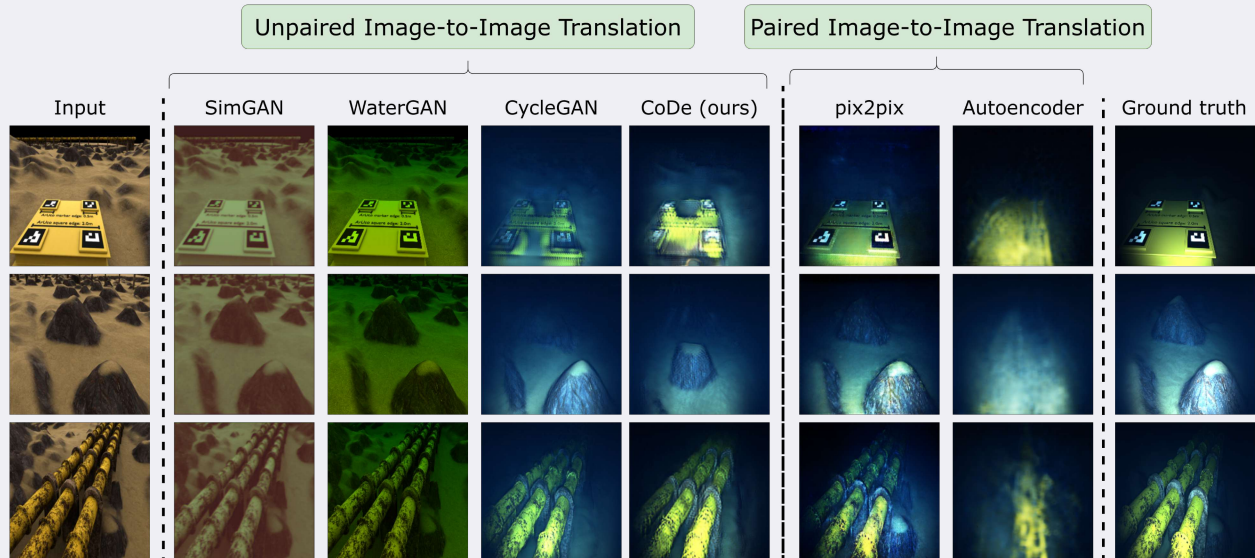 Unpaired Image-to-Image Translation
Paired Image-to-Image Translation
Input
SimGAN
WaterGAN
CycleGAN
CoDe (ours)
pix2pix
Autoencoder
Ground truth